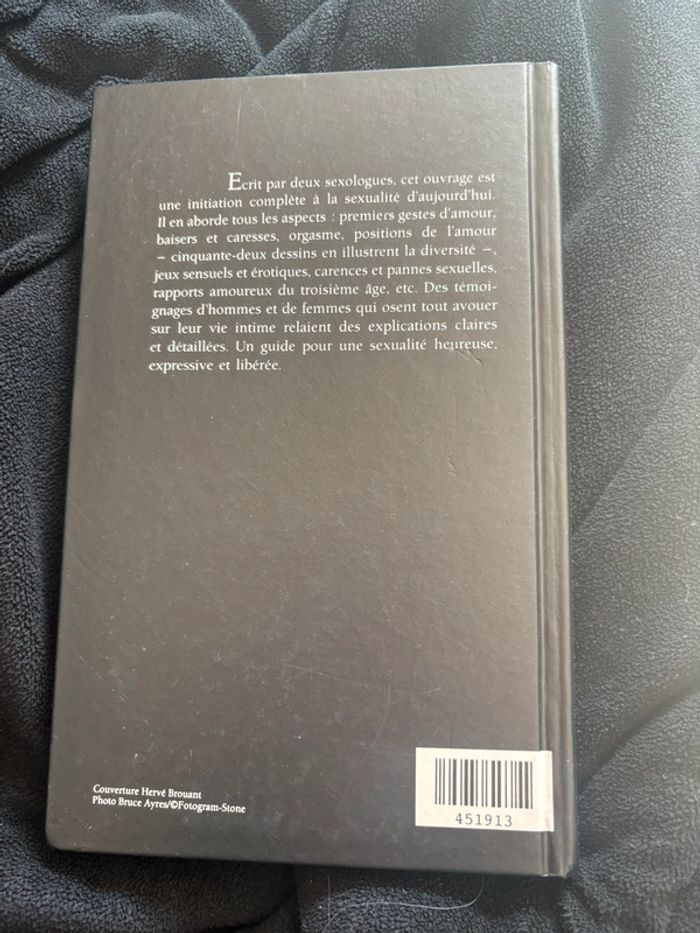 Ecrit par deux sexologues, cet ouvrage est
une initiation complète à la sexualité d'aujourd'hui.
Il en aborde tous les aspects : premiers gestes d'amour,
baisers et caresses, orgasme, positions de l'amour
– cinquante-deux dessins en illustrent la diversité –,
jeux sensuels et érotiques, carences et pannes sexuelles,
rapports amoureux du troisième âge, etc. Des témoi-
gnages d'hommes et de femmes qui osent tout avouer
sur leur vie intime relaient des explications claires
et détaillées. Un guide pour une sexualité heureuse,
expressive et libérée.
Couverture Hervé Brouant
Photo Bruce Ayres/©Fotogram-Stone
451913